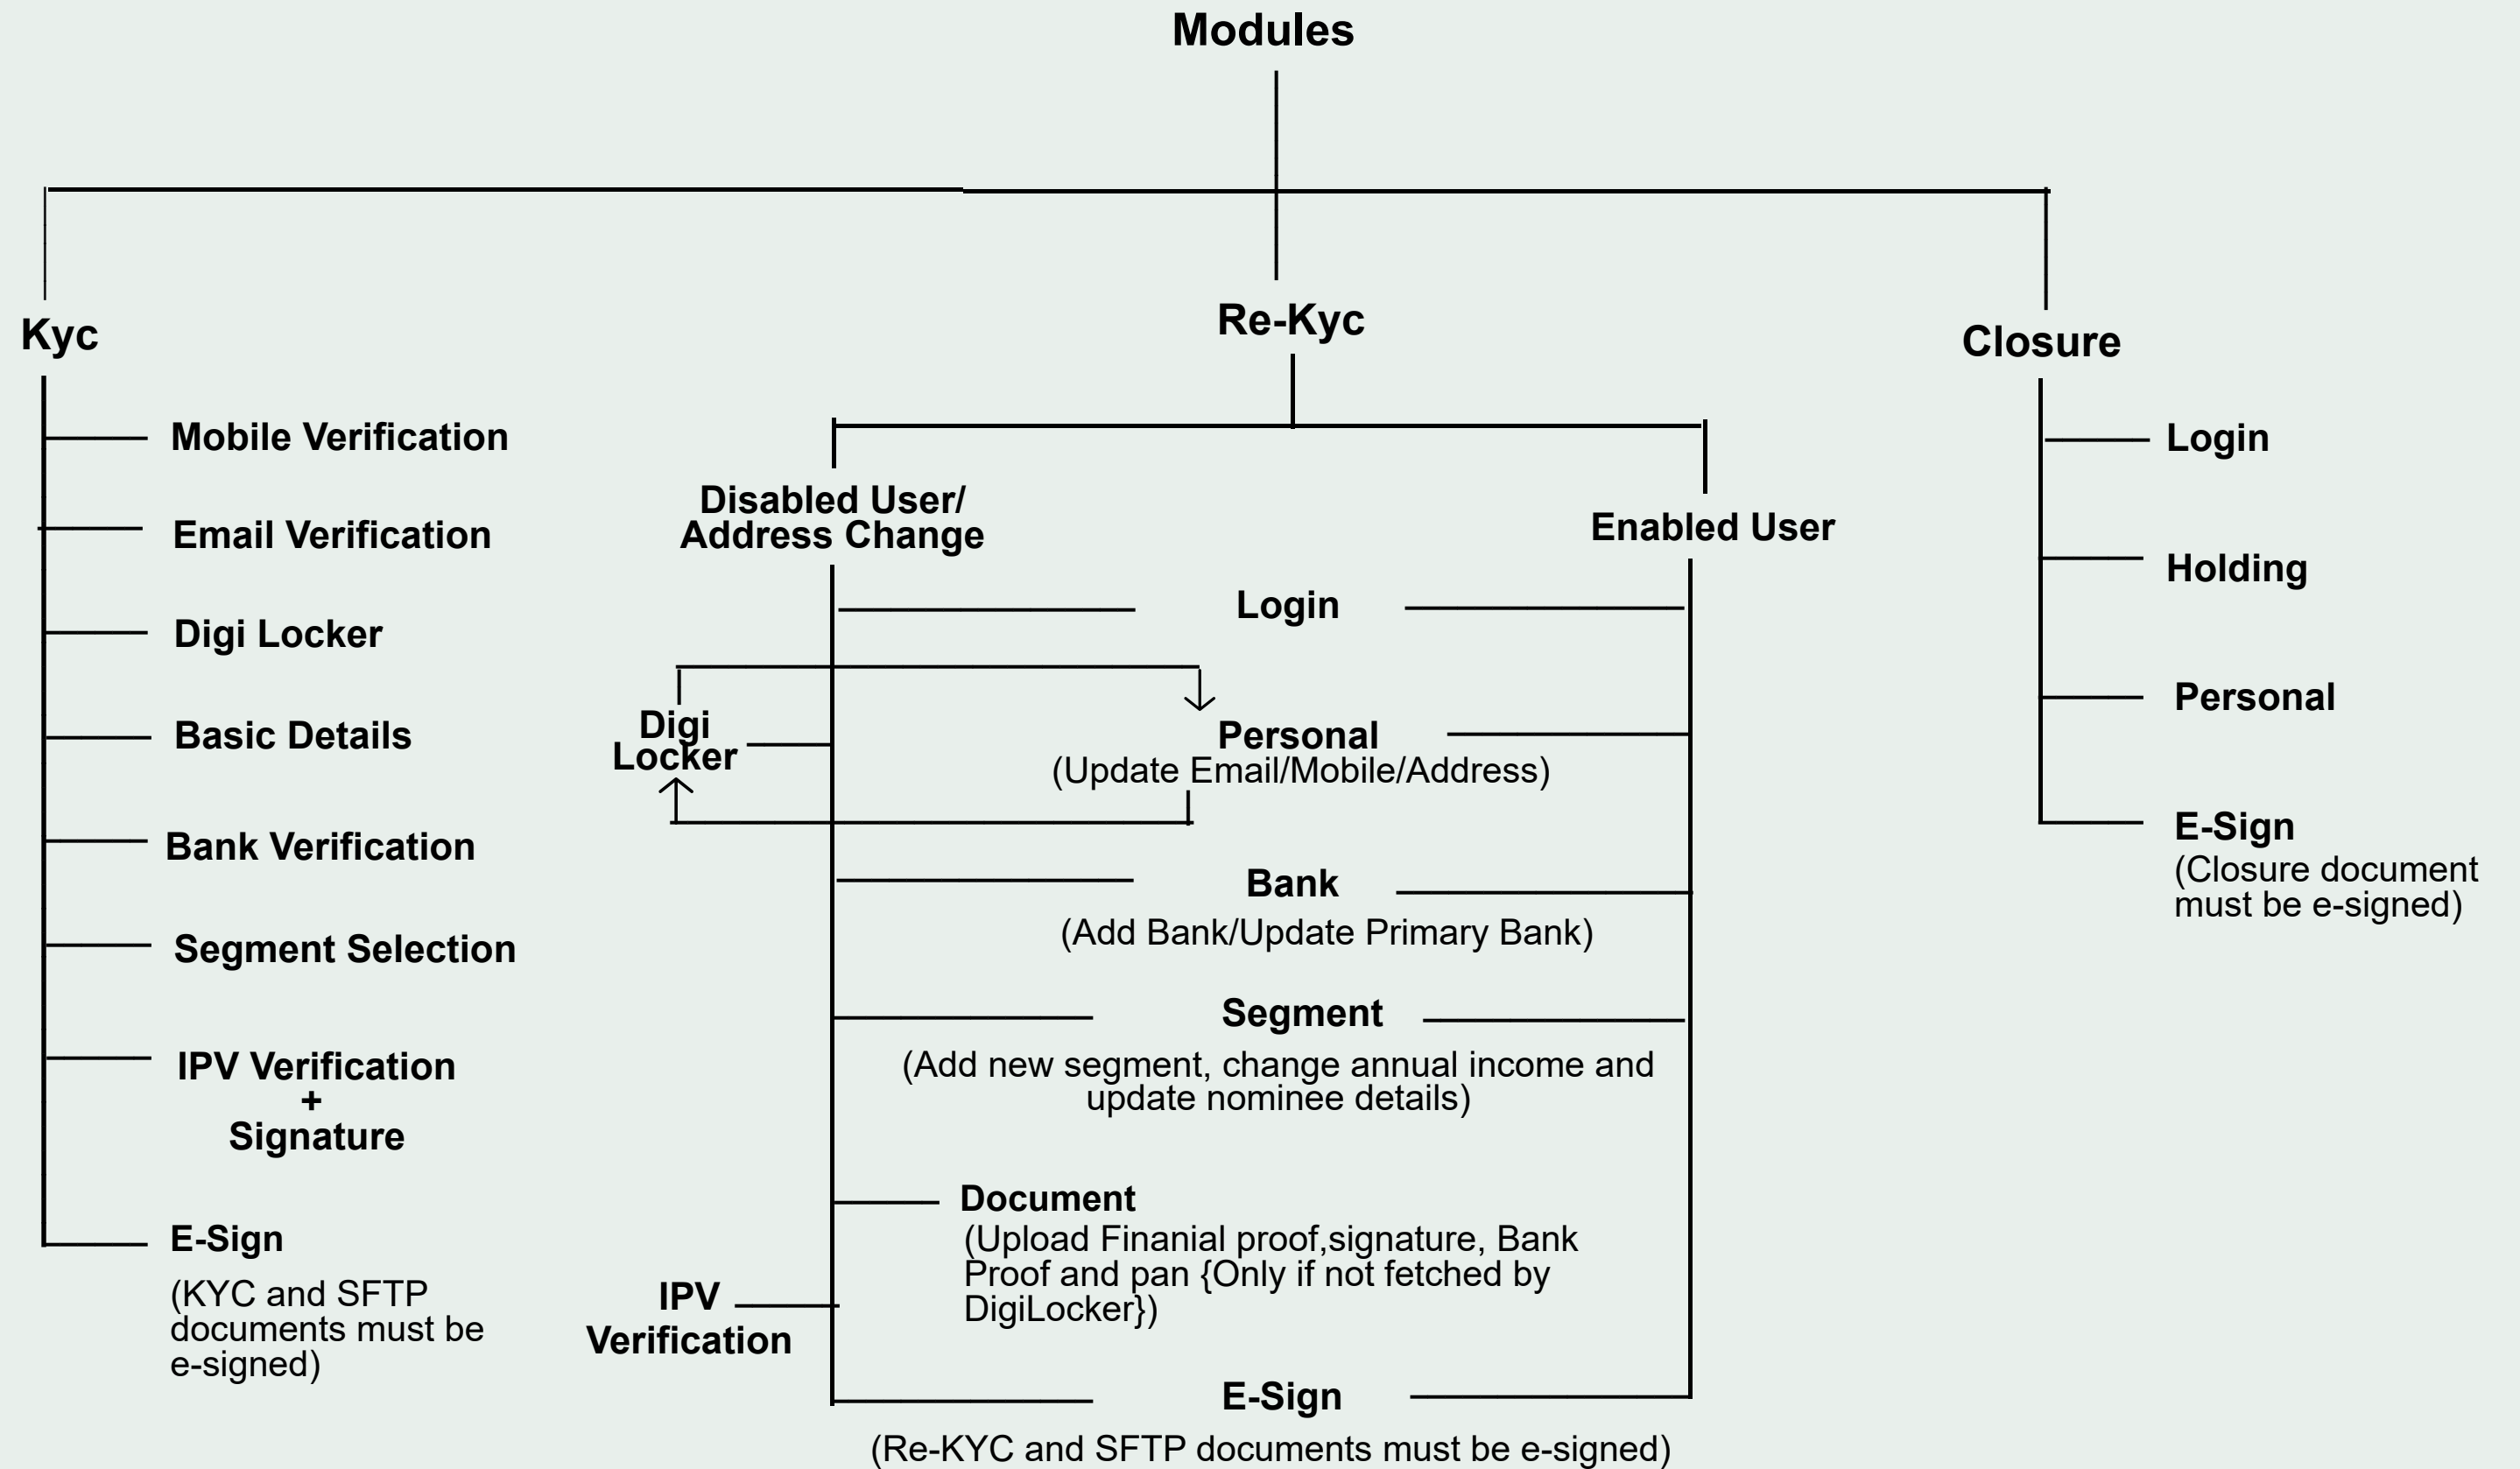 Modules
Kyc
Mobile Verification
Email Verification
Digi Locker
Basic Details
Bank Verification
Segment Selection
IPV Verification
+
Signature
E-Sign
(KYC and SFTP
documents must be
e-signed)
Re-Kyc
Disabled User/
Address Change
Enabled User
Login
Digi
Locker
Personal
(Update Email/Mobile/Address)
Bank
(Add Bank/Update Primary Bank)
Segment
(Add new segment, change annual income and
update nominee details)
Document
(Upload Finanial proof,signature, Bank
Proof and pan {Only if not fetched by
DigiLocker})
IPV
Verification
E-Sign
(Re-KYC and SFTP documents must be e-signed)
Closure
Login
Holding
Personal
E-Sign
(Closure document
must be e-signed)